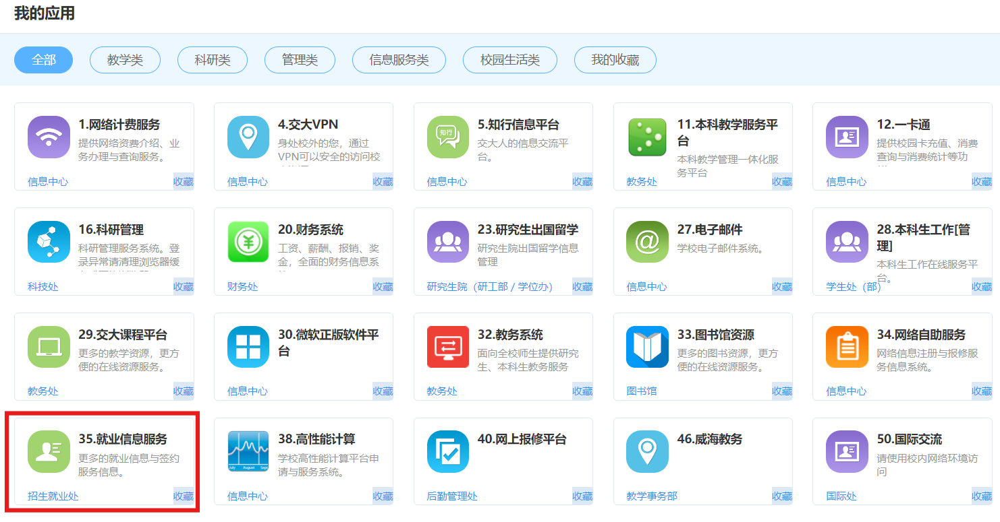 我的应用
全部
教学类
科研类
管理类
信息服务类
校园生活类
我的收藏
1.网络计费服务
提供网络资费介绍、业
务办理与查询服务。
信息中心
收藏
4.交大VPN
身处校外的您，通过
VPN可以安全的访问校
信息中心
收藏
知行
5.知行信息平台
交大人的信息交流平
台。
信息中心
收藏
11.本科教学服务平
台
本科教学管理一体化服
务平台
教务处
收藏
12.一卡通
提供校园卡充值、消费
查询与消费统计等功
信息中心
收藏
16.科研管理
科研管理服务系统。登
录异常请清理浏览器缓
科技处
收藏
20.财务系统
工资、薪酬、报销、奖
金，全面的财务信息系
财务处
收藏
23.研究生出国留学
研究生院出国留学信息
管理
研究生院（研工部 / 学位办）
收藏
27.电子邮件
学校电子邮件系统。
信息中心
收藏
28.本科生工作[管
理]
本科生工作在线服务平
台。
学生处（部）
收藏
29.交大课程平台
更多的教学资源，更方
便的在线资源服务。
教务处
收藏
30.微软正版软件平
台
信息中心
收藏
32.教务系统
面向全校师生提供研究
生、本科生教务服务
教务处
收藏
33.图书馆资源
更多的图书资源，更方
便的在线资源服务。
图书馆
收藏
34.网络自助服务
网络信息注册与报修服
务信息系统。
信息中心
收藏
35.就业信息服务
更多的就业信息与签约
服务信息。
招生就业处
收藏
July August Sept
38.高性能计算
学校高性能计算平台申
请与服务系统。
信息中心
收藏
40.网上报修平台
后勤管理处
收藏
46.威海教务
教学事务部
收藏
50.国际交流
请使用校内网络环境访
问
国际处
收藏